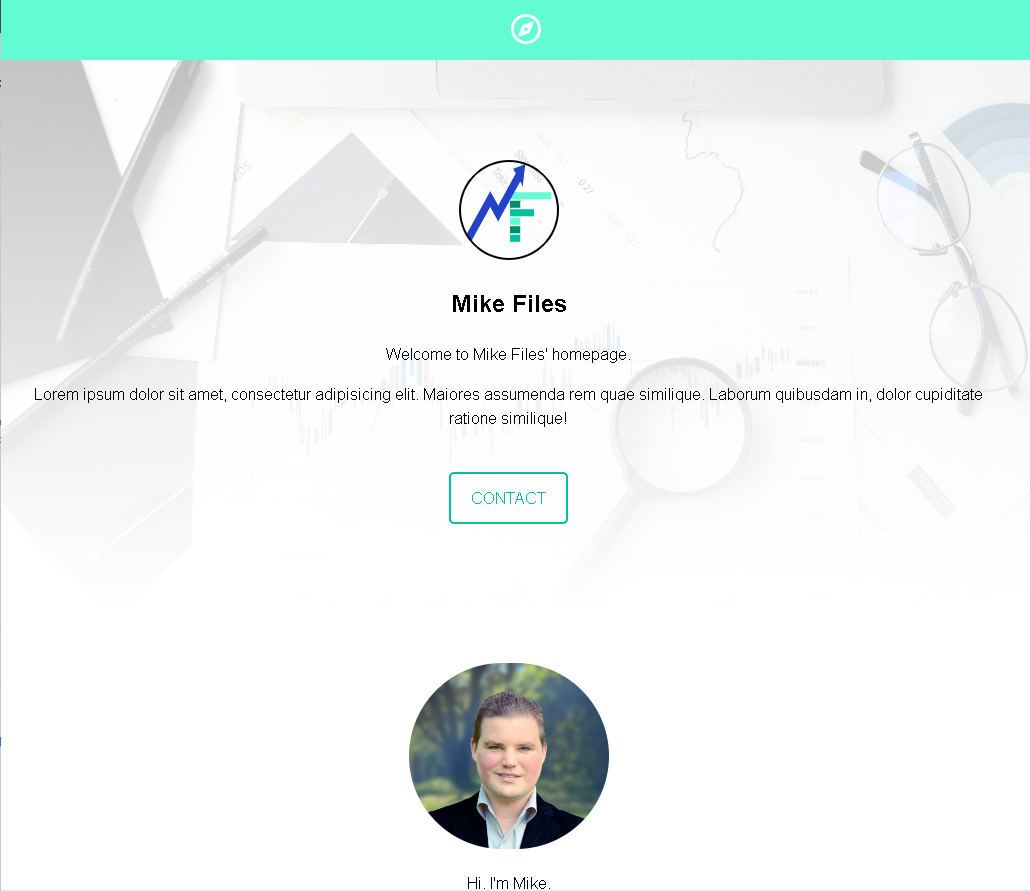 Mike Files
Welcome to Mike Files' homepage.
Lorem ipsum dolor sit amet, consectetur adipisicing elit. Maiores assumenda rem quae similique. Laborum quibusdam in, dolor cupiditate
ratione similique!
CONTACT
Hi, I'm Mike.